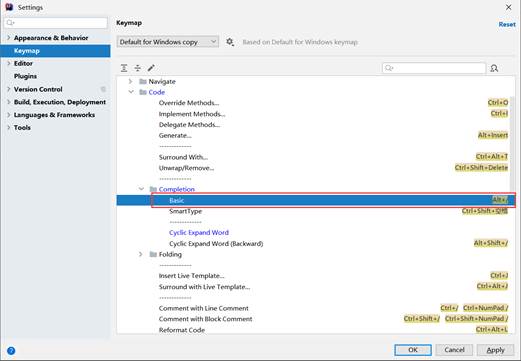 Settings
Keymap
Reset
Appearance & Behavior
Keymap
Editor
Plugins
Version Control
Build, Execution, Deployment
Languages & Frameworks
Tools
Default for Windows copy
Based on Default for Windows keymap
Navigate
Code
Override Methods... Ctrl+O
Implement Methods... Ctrl+I
Delegate Methods...
Generate... Alt+Insert
-------------
Surround With... Ctrl+Alt+T
Unwrap/Remove... Ctrl+Shift+Delete
-------------
Completion
Basic Alt+/
SmartType Ctrl+Shift+空格
-------------
Cyclic Expand Word
Cyclic Expand Word (Backward) Alt+Shift+/
Folding
-------------
Insert Live Template... Ctrl+J
Surround with Live Template... Ctrl+Alt+J
-------------
Comment with Line Comment Ctrl+/ Ctrl+NumPad /
Comment with Block Comment Ctrl+Shift+/ Ctrl+Shift+NumPad /
Reformat Code Ctrl+Alt+L
?
OK
Cancel
Apply